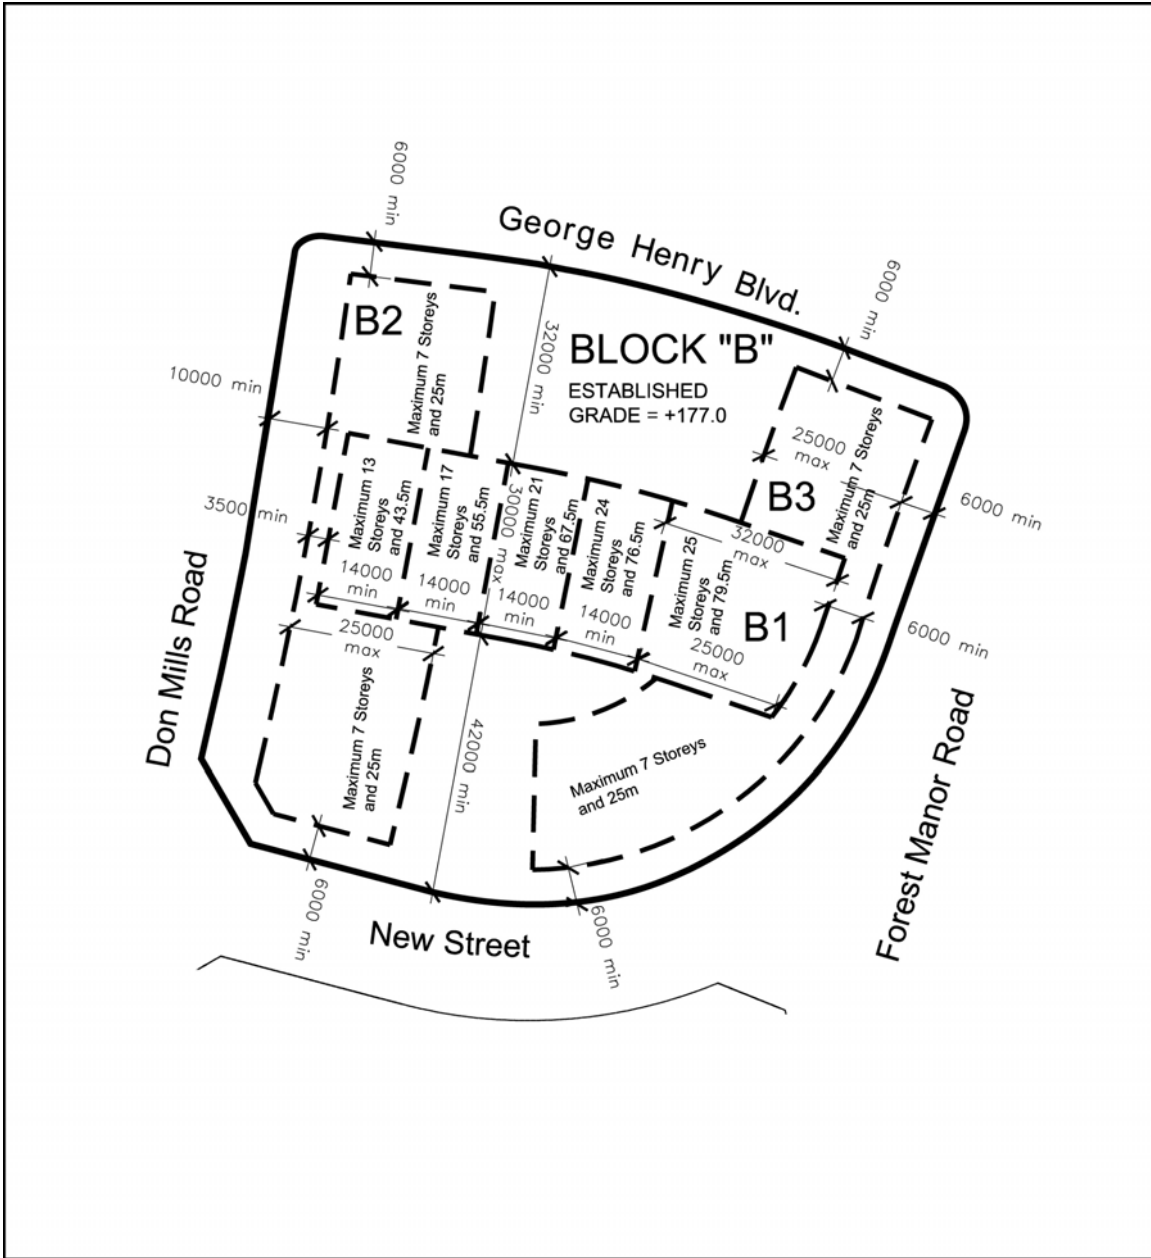 6000 min
George Henry Blvd.
6000 min
B2
Maximum 7 Storeys
and 25m
32000 min
BLOCK "B"
ESTABLISHED
GRADE = +177.0
10000 min
25000
max
Maximum 7 Storeys
and 25m
B3
6000 min
3500 min
Maximum 13
Storeys
and 43.5m
Maximum 17
Storeys
and 55.5m
30000 max
Maximum 21
Storeys
and 67.5m
Maximum 24
Storeys
and 76.5m
32000
max
Maximum 25
Storeys
and 79.5m
14000
min
14000
min
14000
min
14000
min
B1
6000 min
25000
max
25000
max
Don Mills Road
Maximum 7 Storeys
and 25m
42000 min
Maximum 7 Storeys
and 25m
Forest Manor Road
6000 min
New Street
6000 min